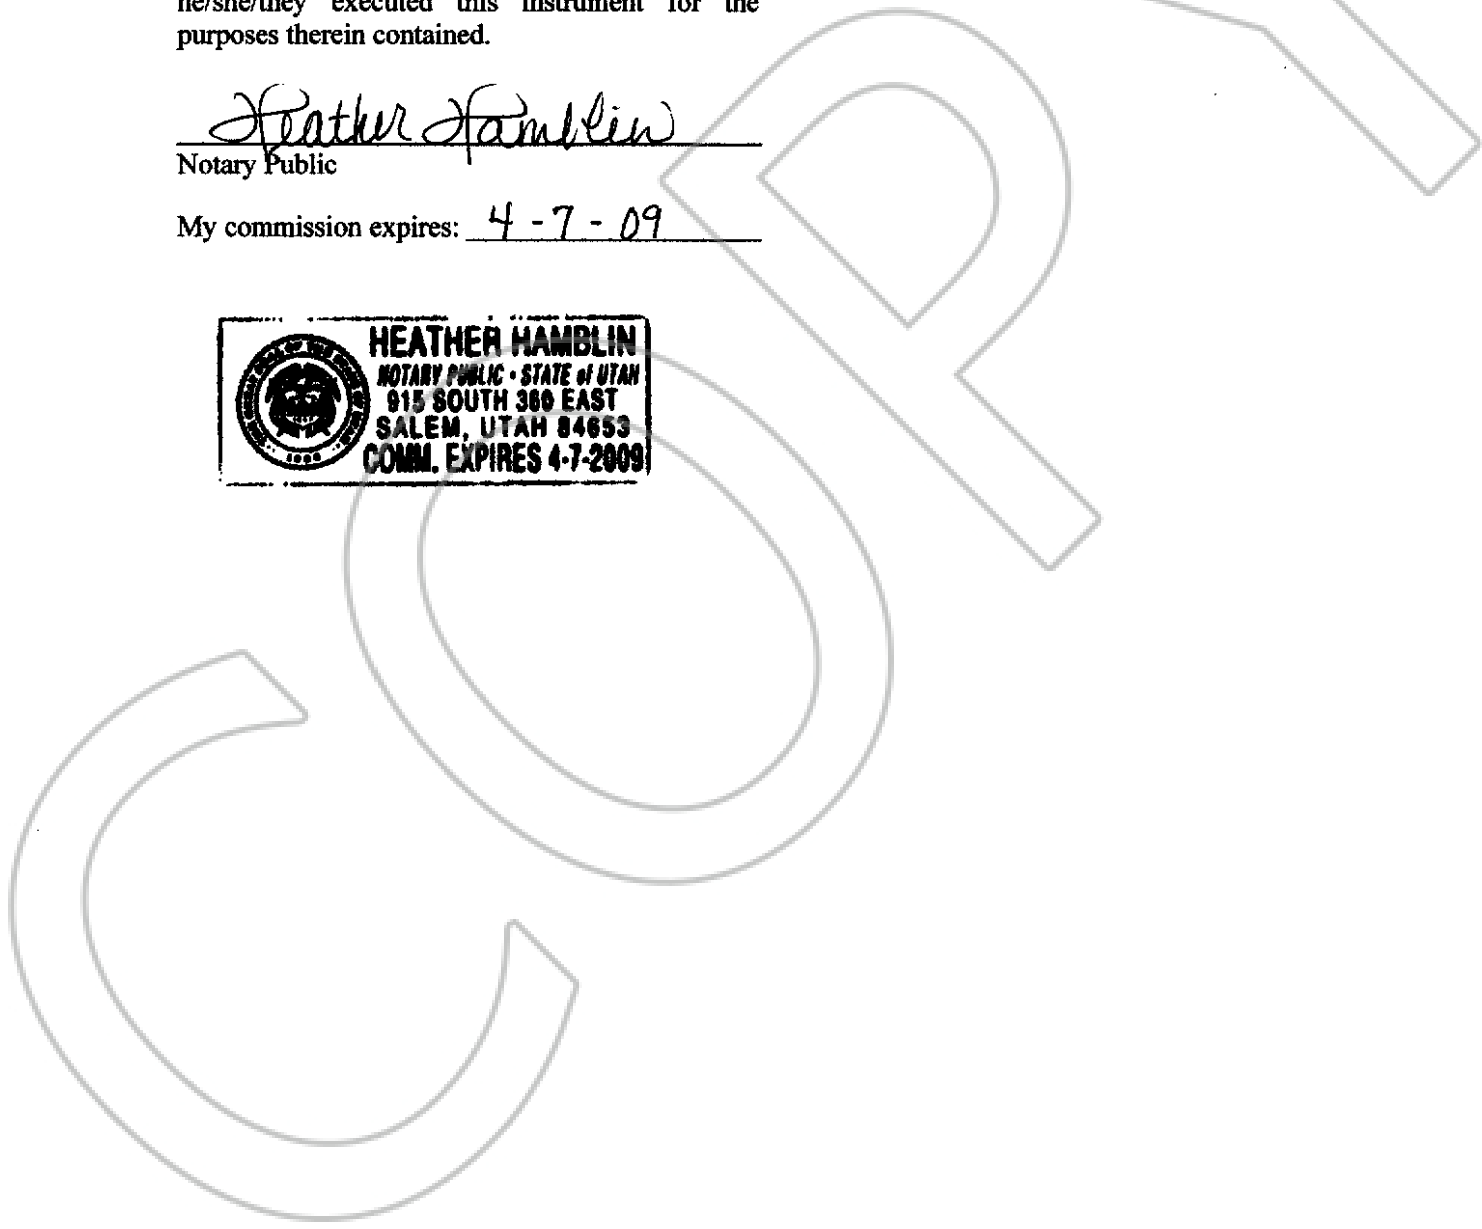 he/she/they executed this instrument for the
purposes therein contained.
Heather Hamblin
Notary Public
My commission expires: 4-7-09
HEATHER HAMBLIN
NOTARY PUBLIC • STATE of UTAH
915 SOUTH 360 EAST
SALEM, UTAH 84653
COMM. EXPIRES 4-7-2009
COPY